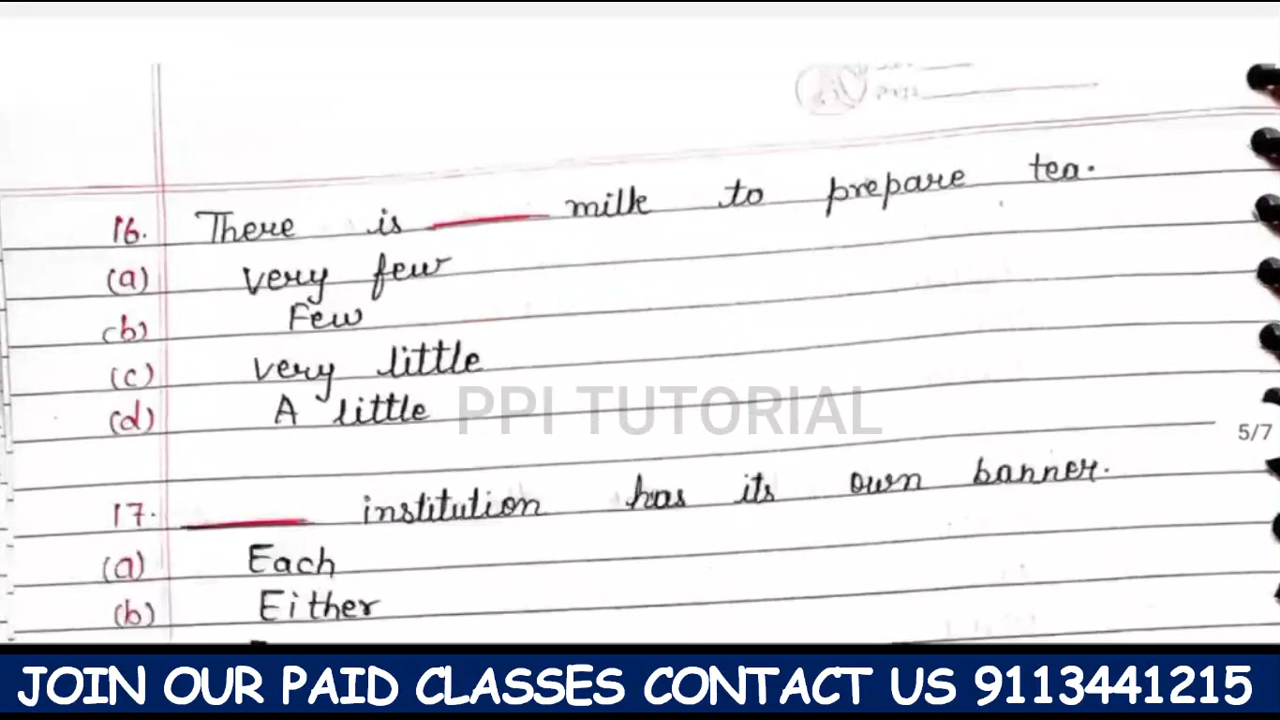 16. There is ____ milk to prepare tea.
(a) very few
(b) Few
(c) very little
(d) A little
PPI TUTORIAL
5/7
17. ____ institution has its own banner.
(a) Each
(b) Either
JOIN OUR PAID CLASSES CONTACT US 9113441215